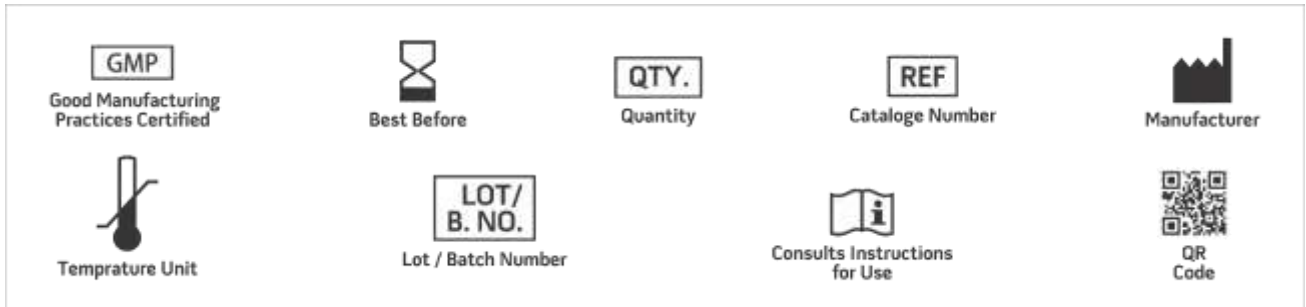 GMP
Good Manufacturing
Practices Certified
Best Before
QTY.
Quantity
REF
Cataloge Number
Manufacturer
Temprature Unit
LOT/
B. NO.
Lot / Batch Number
i
Consults Instructions
for Use
QR
Code